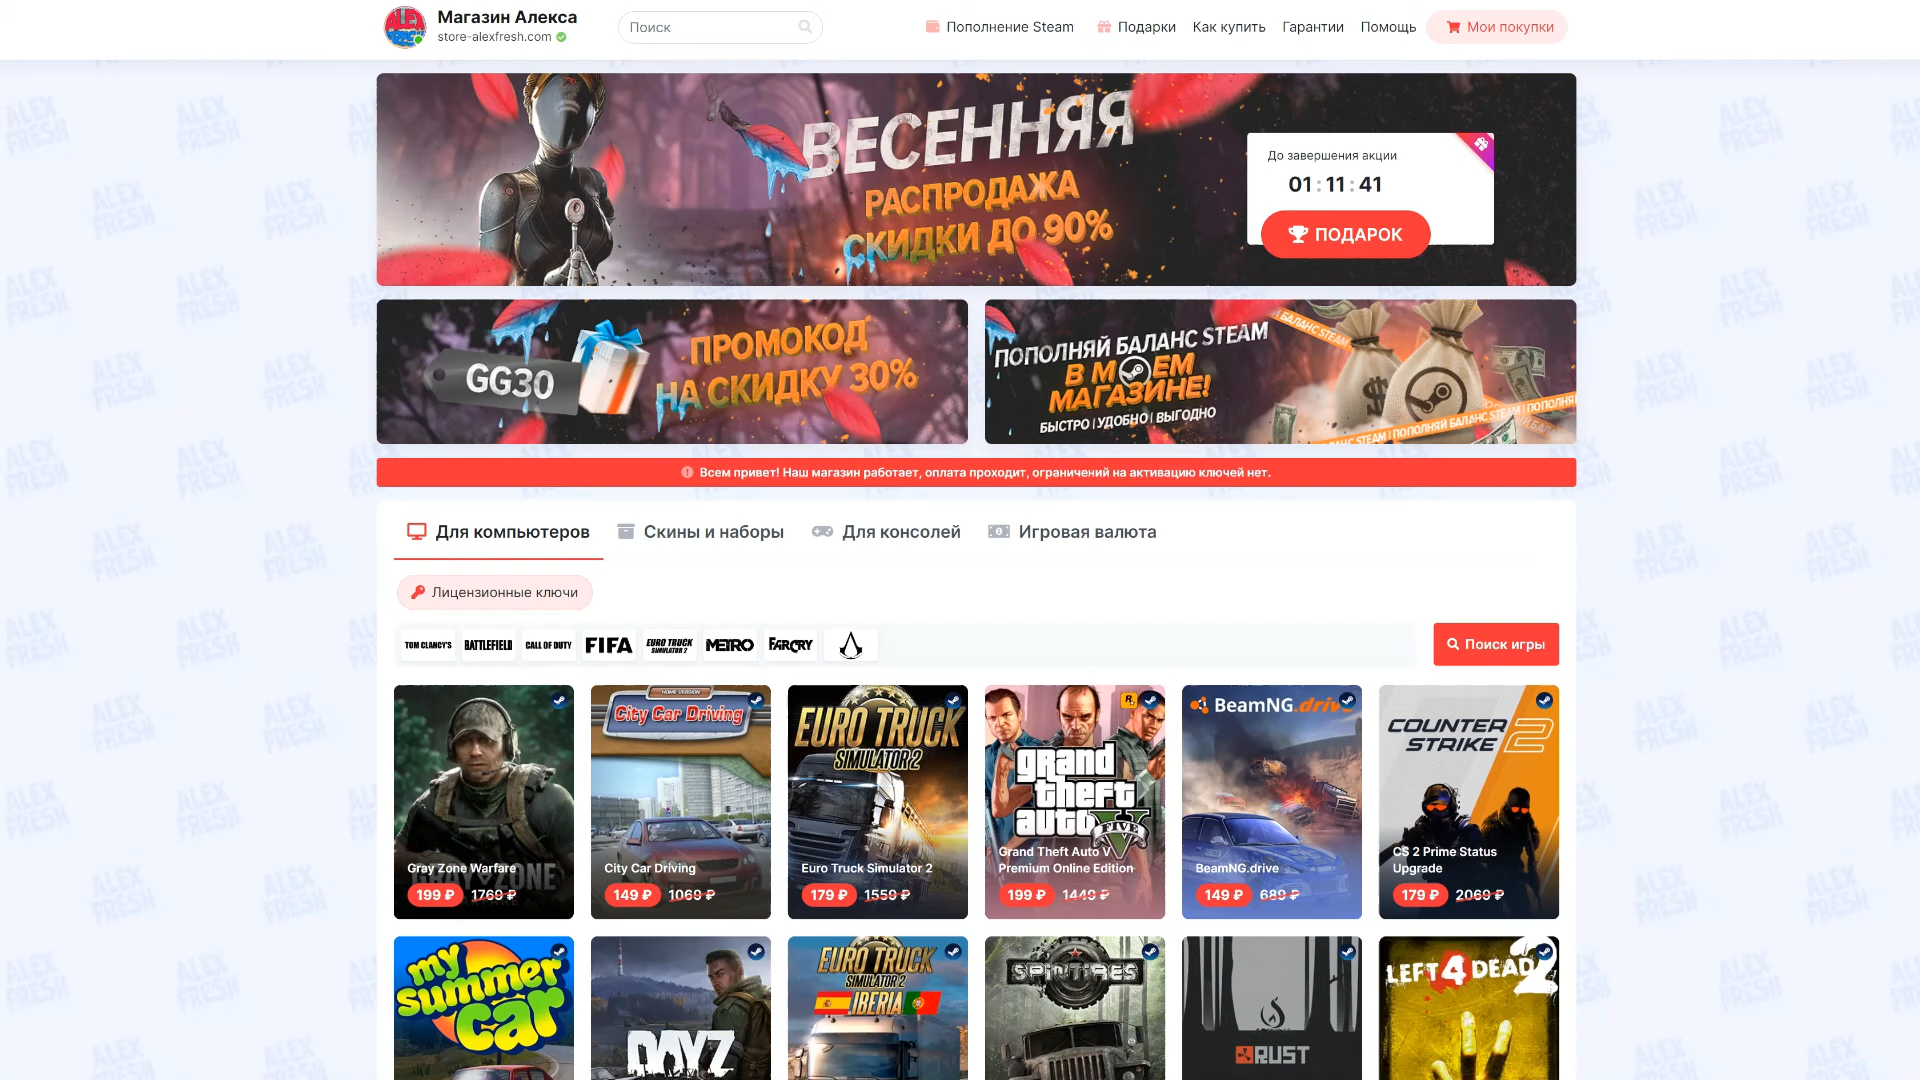 Магазин Алекса
store-alexfresh.com
Поиск
Пополнение Steam
Подарки
Как купить
Гарантии
Помощь
Мои покупки
ВЕСЕННЯЯ
РАСПРОДАЖА
СКИДКИ ДО 90%
До завершения акции
01 : 11 : 41
ПОДАРОК
GG30
ПРОМОКОД
НА СКИДКУ 30%
ПОПОЛНЯЙ БАЛАНС STEAM
В МОЕМ
МАГАЗИНЕ!
БЫСТРО | УДОБНО | ВЫГОДНО
Всем привет! Наш магазин работает, оплата проходит, ограничений на активацию ключей нет.
Для компьютеров
Скины и наборы
Для консолей
Игровая валюта
Лицензионные ключи
TOM CLANCY'S
BATTLEFIELD
CALL OF DUTY
FIFA
EURO TRUCK
SIMULATOR 2
METRO
FARCRY
Поиск игры
Gray Zone Warfare
199 ₽ 1769 ₽
HOME VERSION
City Car Driving
City Car Driving
149 ₽ 1069 ₽
EURO TRUCK
SIMULATOR 2
Euro Truck Simulator 2
179 ₽ 1559 ₽
grand
theft
auto V
FIVE
Grand Theft Auto V
Premium Online Edition
199 ₽ 1449 ₽
BeamNG.drive
BeamNG.drive
149 ₽ 689 ₽
COUNTER
STRIKE 2
CS 2 Prime Status
Upgrade
179 ₽ 2069 ₽
my
summer
car
DAYZ
EURO TRUCK
SIMULATOR 2
IBERIA
SPINTIRES
RUST
LEFT 4 DEAD 2
ALEX
FRESH